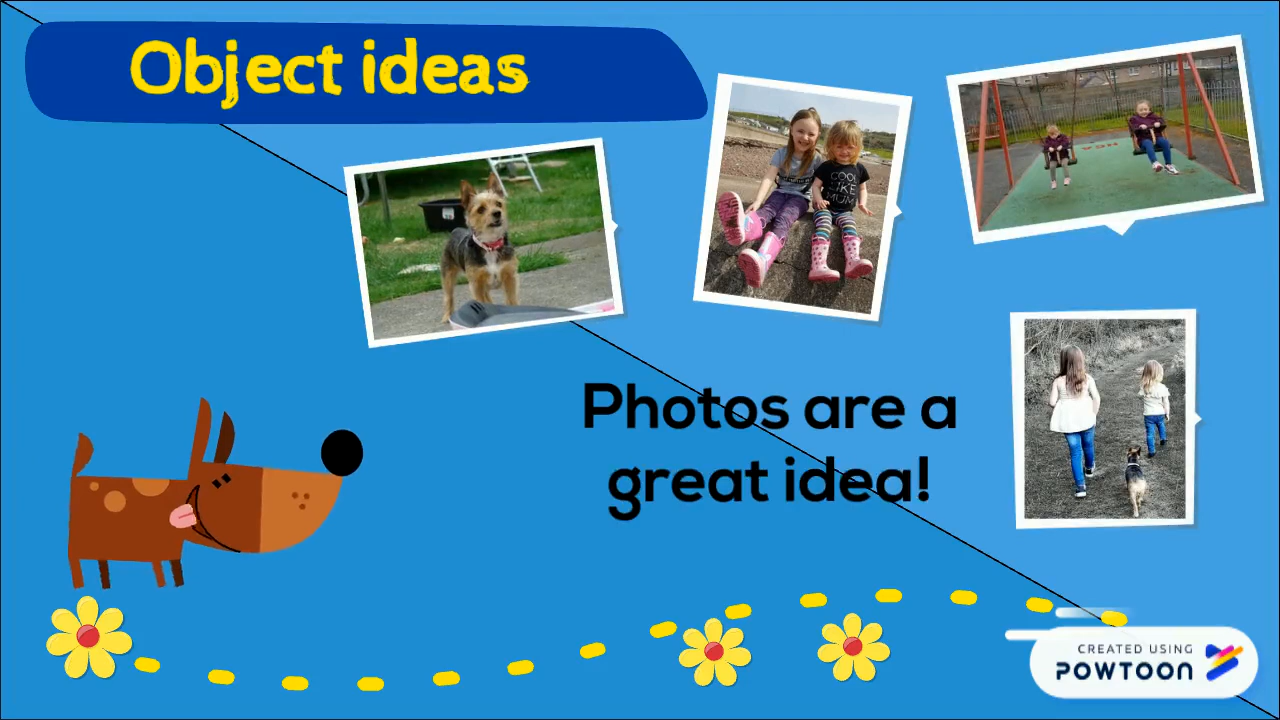 Object ideas
COOL
LIKE
MUM
Photos are a
great idea!
CREATED USING
POWTOON